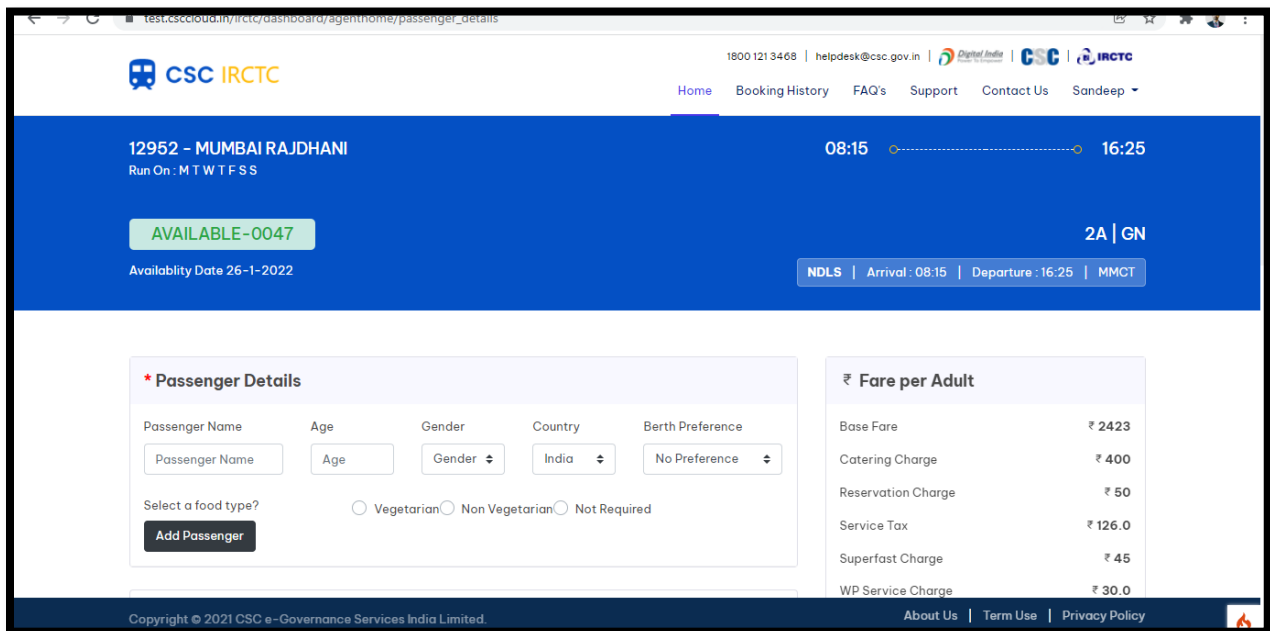 test.csccloud.in/irctc/dashboard/agenthome/passenger_details
1800 121 3468 | helpdesk@csc.gov.in | Digital India | CSC | IRCTC
CSC IRCTC
Home Booking History FAQ's Support Contact Us Sandeep
12952 - MUMBAI RAJDHANI
08:15 16:25
Run On : M T W T F S S
AVAILABLE-0047
2A | GN
Availablity Date 26-1-2022
NDLS | Arrival : 08:15 | Departure : 16:25 | MMCT
* Passenger Details
₹ Fare per Adult
Passenger Name Age Gender Country Berth Preference
Base Fare ₹ 2423
Passenger Name Age Gender India No Preference
Catering Charge ₹ 400
Reservation Charge ₹ 50
Select a food type? Vegetarian Non Vegetarian Not Required
Service Tax ₹ 126.0
Add Passenger
Superfast Charge ₹ 45
WP Service Charge ₹ 30.0
Copyright © 2021 CSC e-Governance Services India Limited.
About Us | Term Use | Privacy Policy